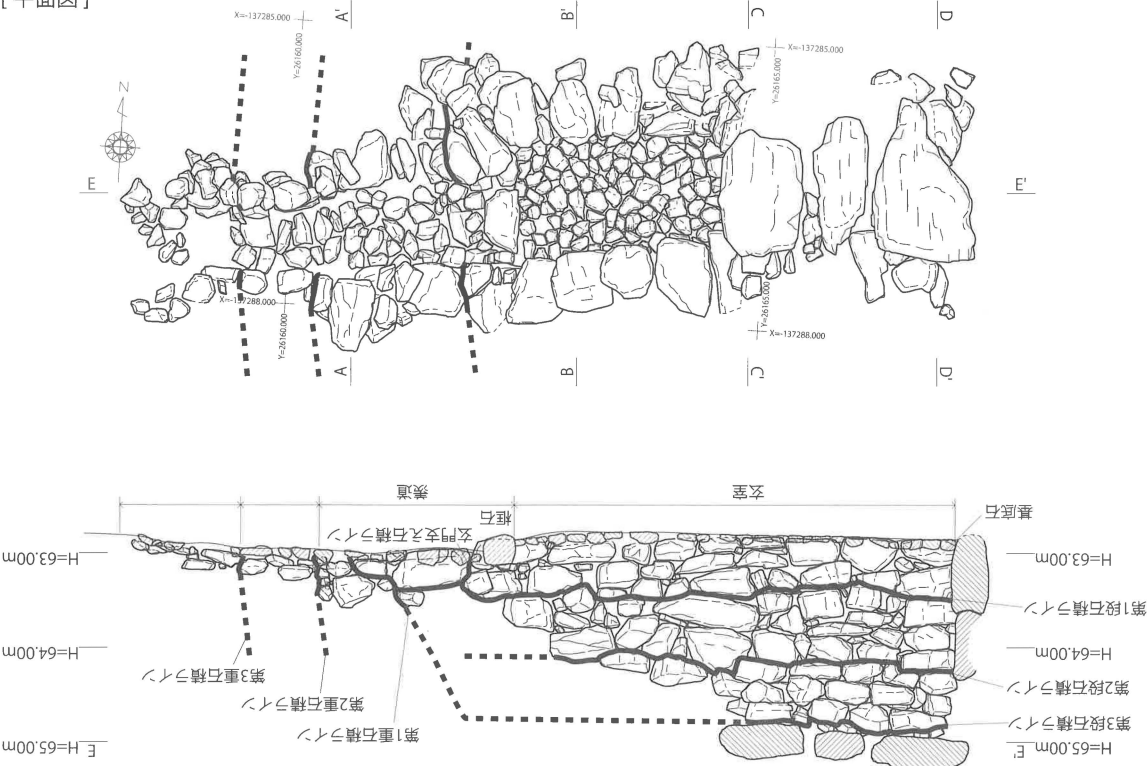 [ 平面図 ]
X=-137285.000
Y=26160.000
A'
B'
C
D
X=-137285.000
Y=26165.000
N
E
E'
X=-137288.000
Y=26160.000
Y=26165.000
X=-137288.000
A
B
C'
D'
羨道
玄室
玄門支え石積ライン
框石
基底石
H=63.00m
H=63.00m
第1段石積ライン
H=64.00m
H=64.00m
第3重石積ライン
第2重石積ライン
第1重石積ライン
第2段石積ライン
第3段石積ライン
E H=65.00m
E' H=65.00m